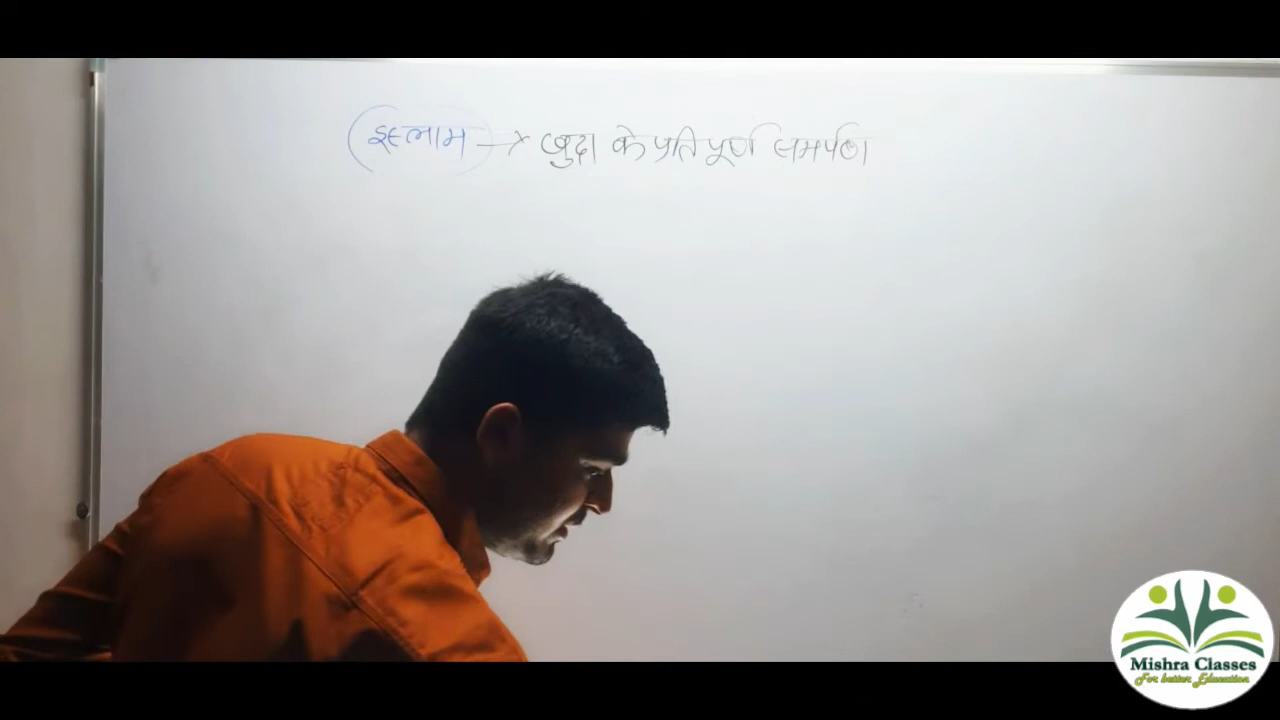 इस्लाम → खुदा के प्रति पूर्ण समर्पण
Mishra Classes
For better Education